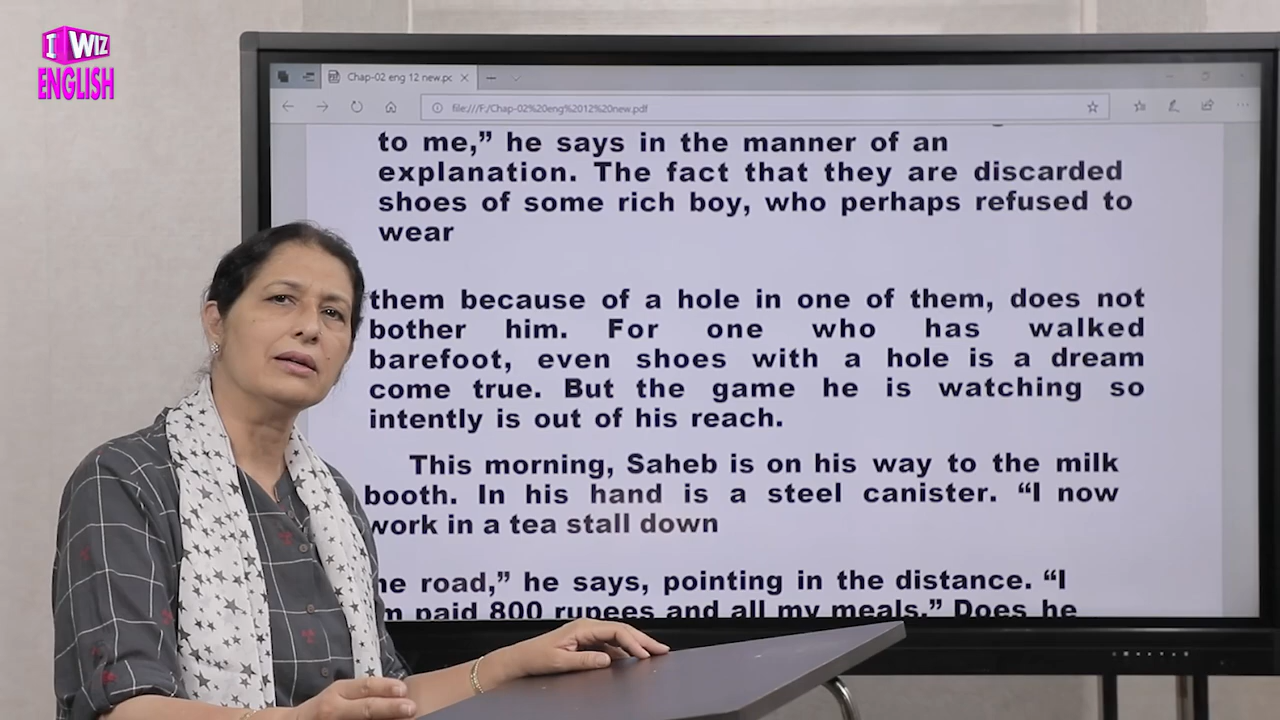 I WIZ
ENGLISH
Chap-02 eng 12 new.pc
file:///F:/Chap-02%20eng%2012%20new.pdf
to me,” he says in the manner of an
explanation. The fact that they are discarded
shoes of some rich boy, who perhaps refused to
wear
them because of a hole in one of them, does not
bother him. For one who has walked
barefoot, even shoes with a hole is a dream
come true. But the game he is watching so
intently is out of his reach.
This morning, Saheb is on his way to the milk
booth. In his hand is a steel canister. “I now
work in a tea stall down
he road,” he says, pointing in the distance. “I
m paid 800 rupees and all my meals.” Does he